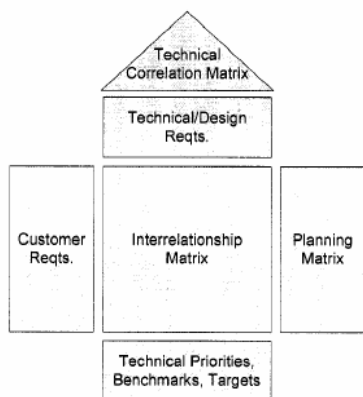 Technical
Correlation Matrix
Technical/Design
Reqts.
Customer
Reqts.
Interrelationship
Matrix
Planning
Matrix
Technical Priorities,
Benchmarks, Targets